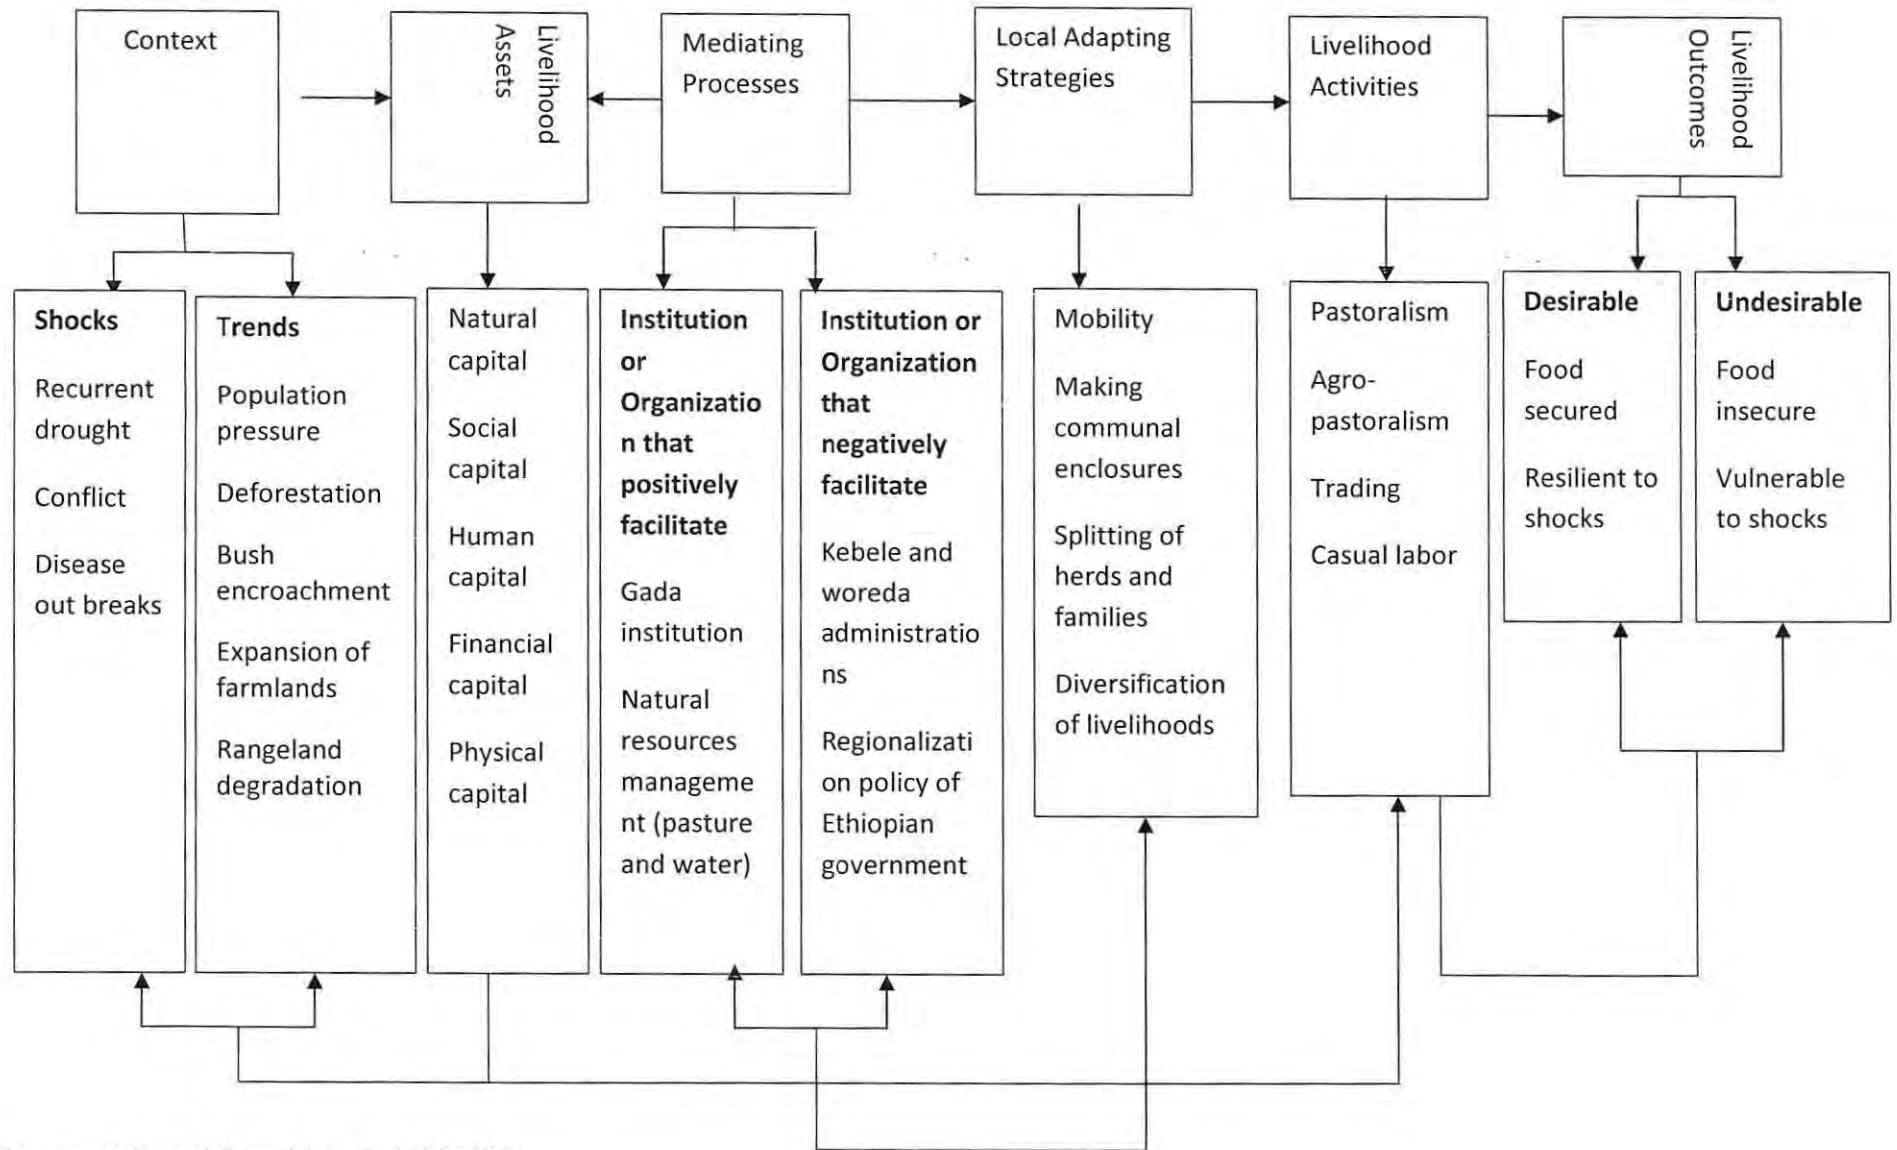 Context
Livelihood
Assets
Mediating
Processes
Local Adapting
Strategies
Livelihood
Activities
Livelihood
Outcomes
Shocks
Recurrent
drought
Conflict
Disease
out breaks
Trends
Population
pressure
Deforestation
Bush
encroachment
Expansion of
farmlands
Rangeland
degradation
Natural
capital
Social
capital
Human
capital
Financial
capital
Physical
capital
Institution
or
Organizatio
n that
positively
facilitate
Gada
institution
Natural
resources
manageme
nt (pasture
and water)
Institution or
Organization
that
negatively
facilitate
Kebele and
woreda
administratio
ns
Regionalizati
on policy of
Ethiopian
government
Mobility
Making
communal
enclosures
Splitting of
herds and
families
Diversification
of livelihoods
Pastoralism
Agro-
pastoralism
Trading
Casual labor
Desirable
Food
secured
Resilient to
shocks
Undesirable
Food
insecure
Vulnerable
to shocks